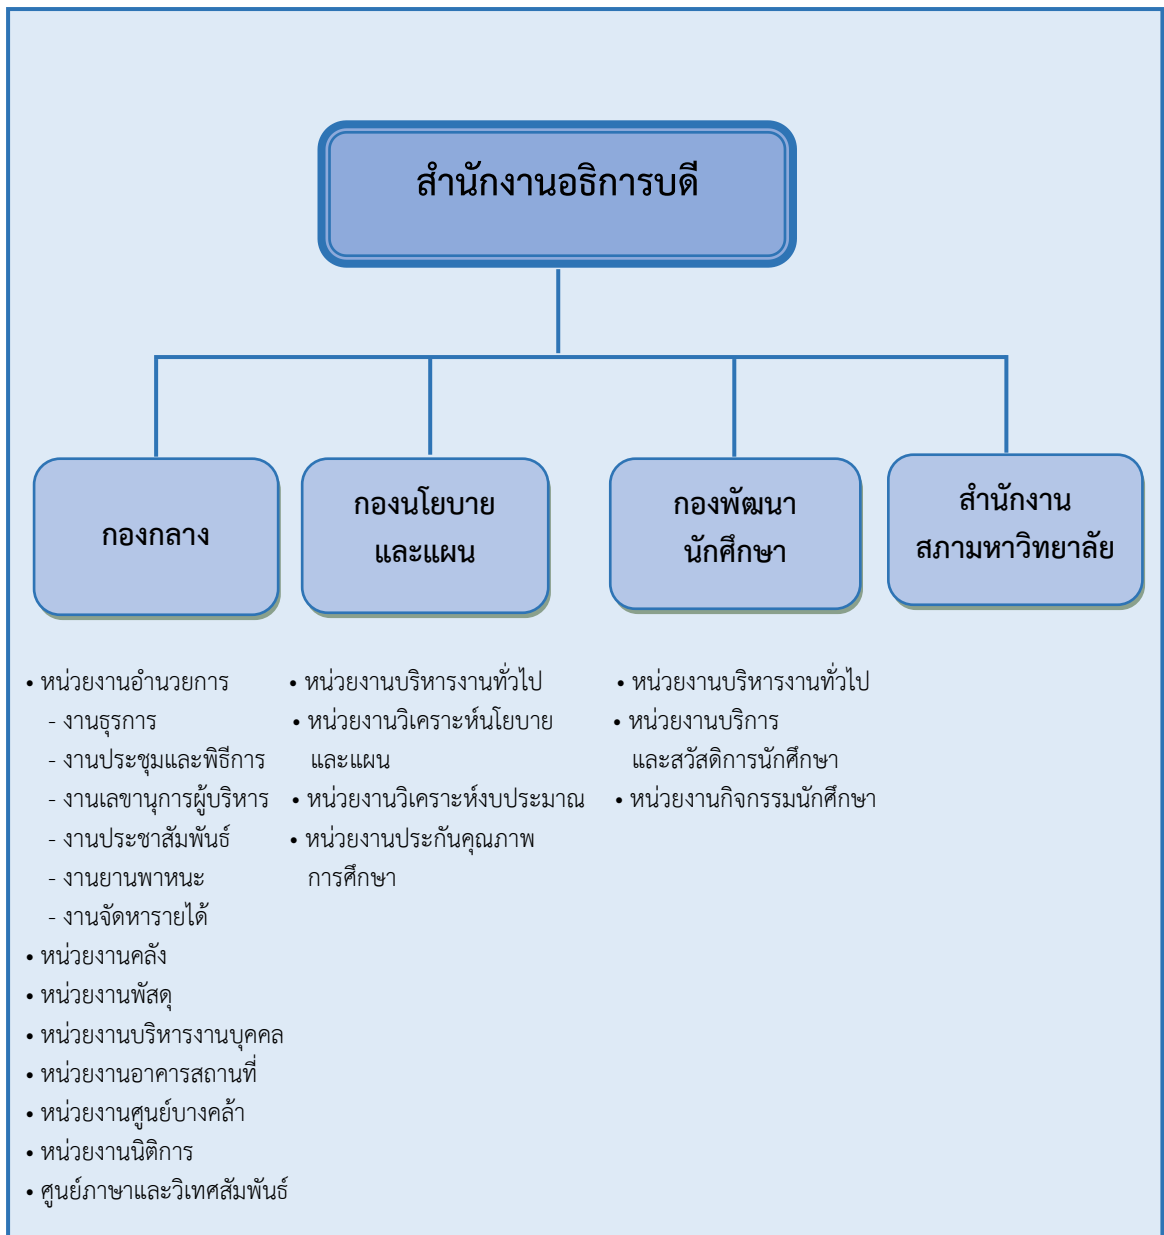 สำนักงานอธิการบดี
กองกลาง
กองนโยบาย
และแผน
กองพัฒนา
นักศึกษา
สำนักงาน
สภามหาวิทยาลัย
• หน่วยงานอำนวยการ
- งานธุรการ
- งานประชุมและพิธีการ
- งานเลขานุการผู้บริหาร
- งานประชาสัมพันธ์
- งานยานพาหนะ
- งานจัดหารายได้
• หน่วยงานคลัง
• หน่วยงานพัสดุ
• หน่วยงานบริหารงานบุคคล
• หน่วยงานอาคารสถานที่
• หน่วยงานศูนย์บางคล้า
• หน่วยงานนิติการ
• ศูนย์ภาษาและวิเทศสัมพันธ์
• หน่วยงานบริหารงานทั่วไป
• หน่วยงานวิเคราะห์นโยบาย
และแผน
• หน่วยงานวิเคราะห์งบประมาณ
• หน่วยงานประกันคุณภาพ
การศึกษา
• หน่วยงานบริหารงานทั่วไป
• หน่วยงานบริการ
และสวัสดิการนักศึกษา
• หน่วยงานกิจกรรมนักศึกษา